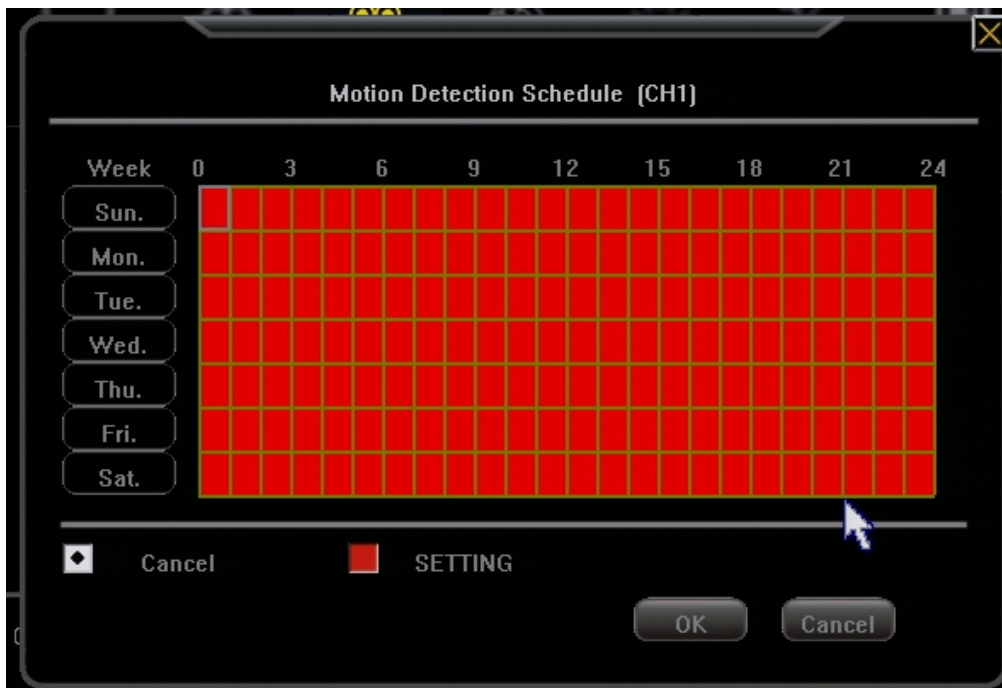 Motion Detection Schedule (CH1)
Week 0 3 6 9 12 15 18 21 24
Sun.
Mon.
Tue.
Wed.
Thu.
Fri.
Sat.
Cancel SETTING
OK Cancel